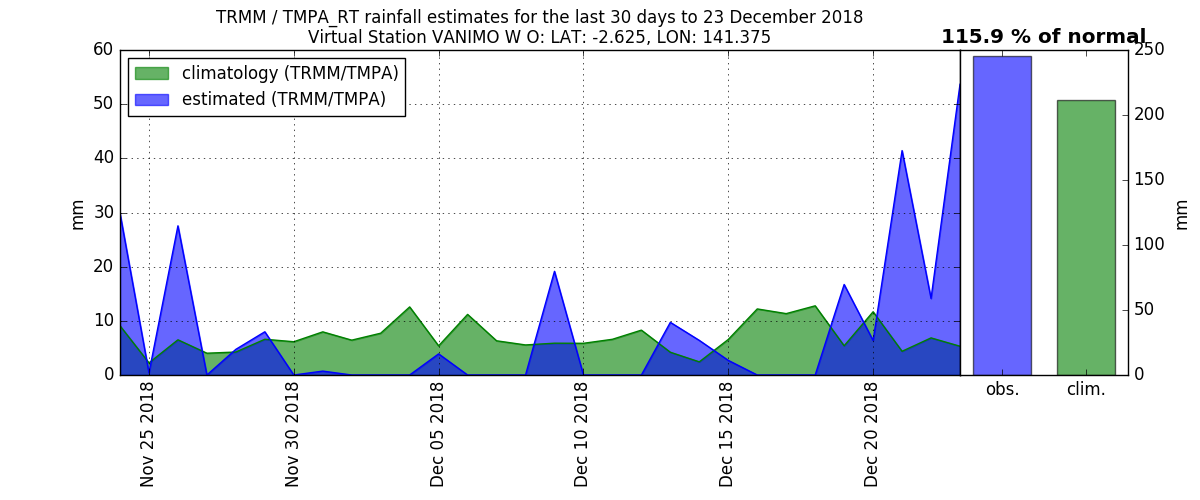 TRMM / TMPA_RT rainfall estimates for the last 30 days to 23 December 2018
Virtual Station VANIMO W O: LAT: -2.625, LON: 141.375
115.9 % of normal
climatology (TRMM/TMPA)
estimated (TRMM/TMPA)
60
50
40
30
20
10
0
mm
Nov 25 2018
Nov 30 2018
Dec 05 2018
Dec 10 2018
Dec 15 2018
Dec 20 2018
250
200
150
100
50
0
mm
obs.
clim.